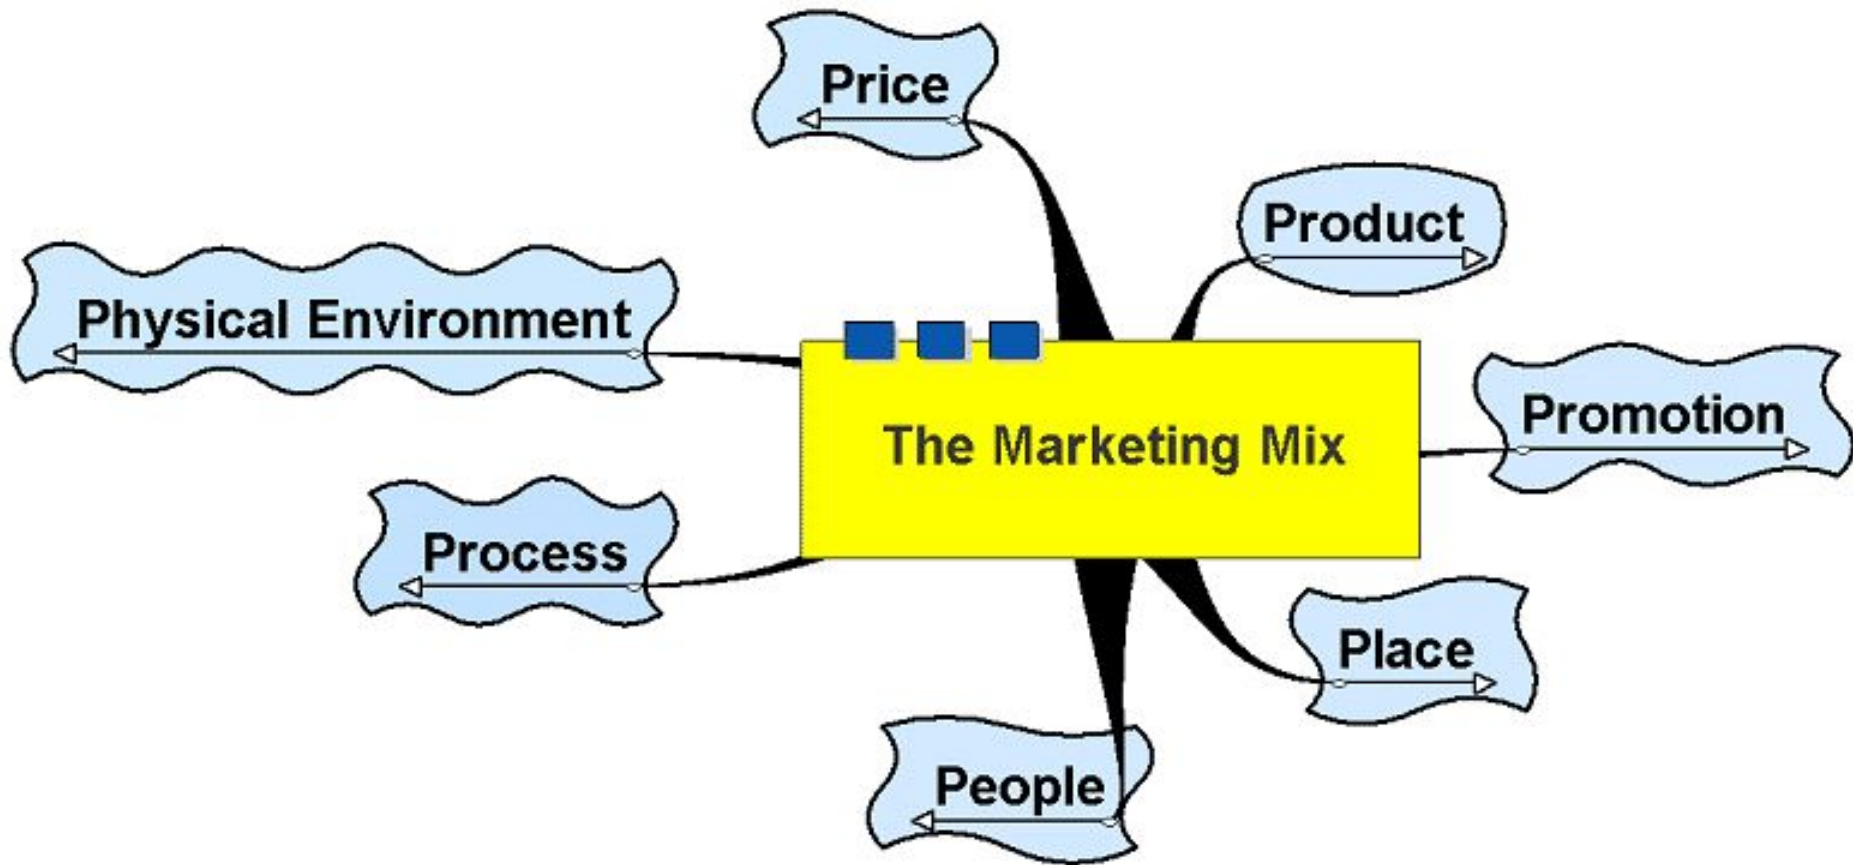 Price
Product
Physical Environment
Promotion
The Marketing Mix
Process
Place
People